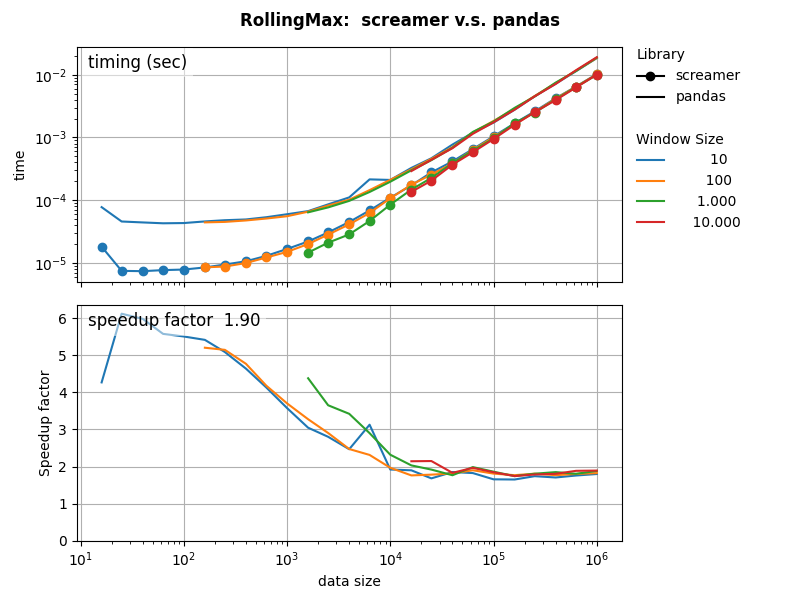 RollingMax:  screamer v.s. pandas
timing (sec)
time
10⁻²
10⁻³
10⁻⁴
10⁻⁵
Library
screamer
pandas
Window Size
10
100
1.000
10.000
speedup factor  1.90
Speedup factor
6
5
4
3
2
1
0
10¹ 10² 10³ 10⁴ 10⁵ 10⁶
data size